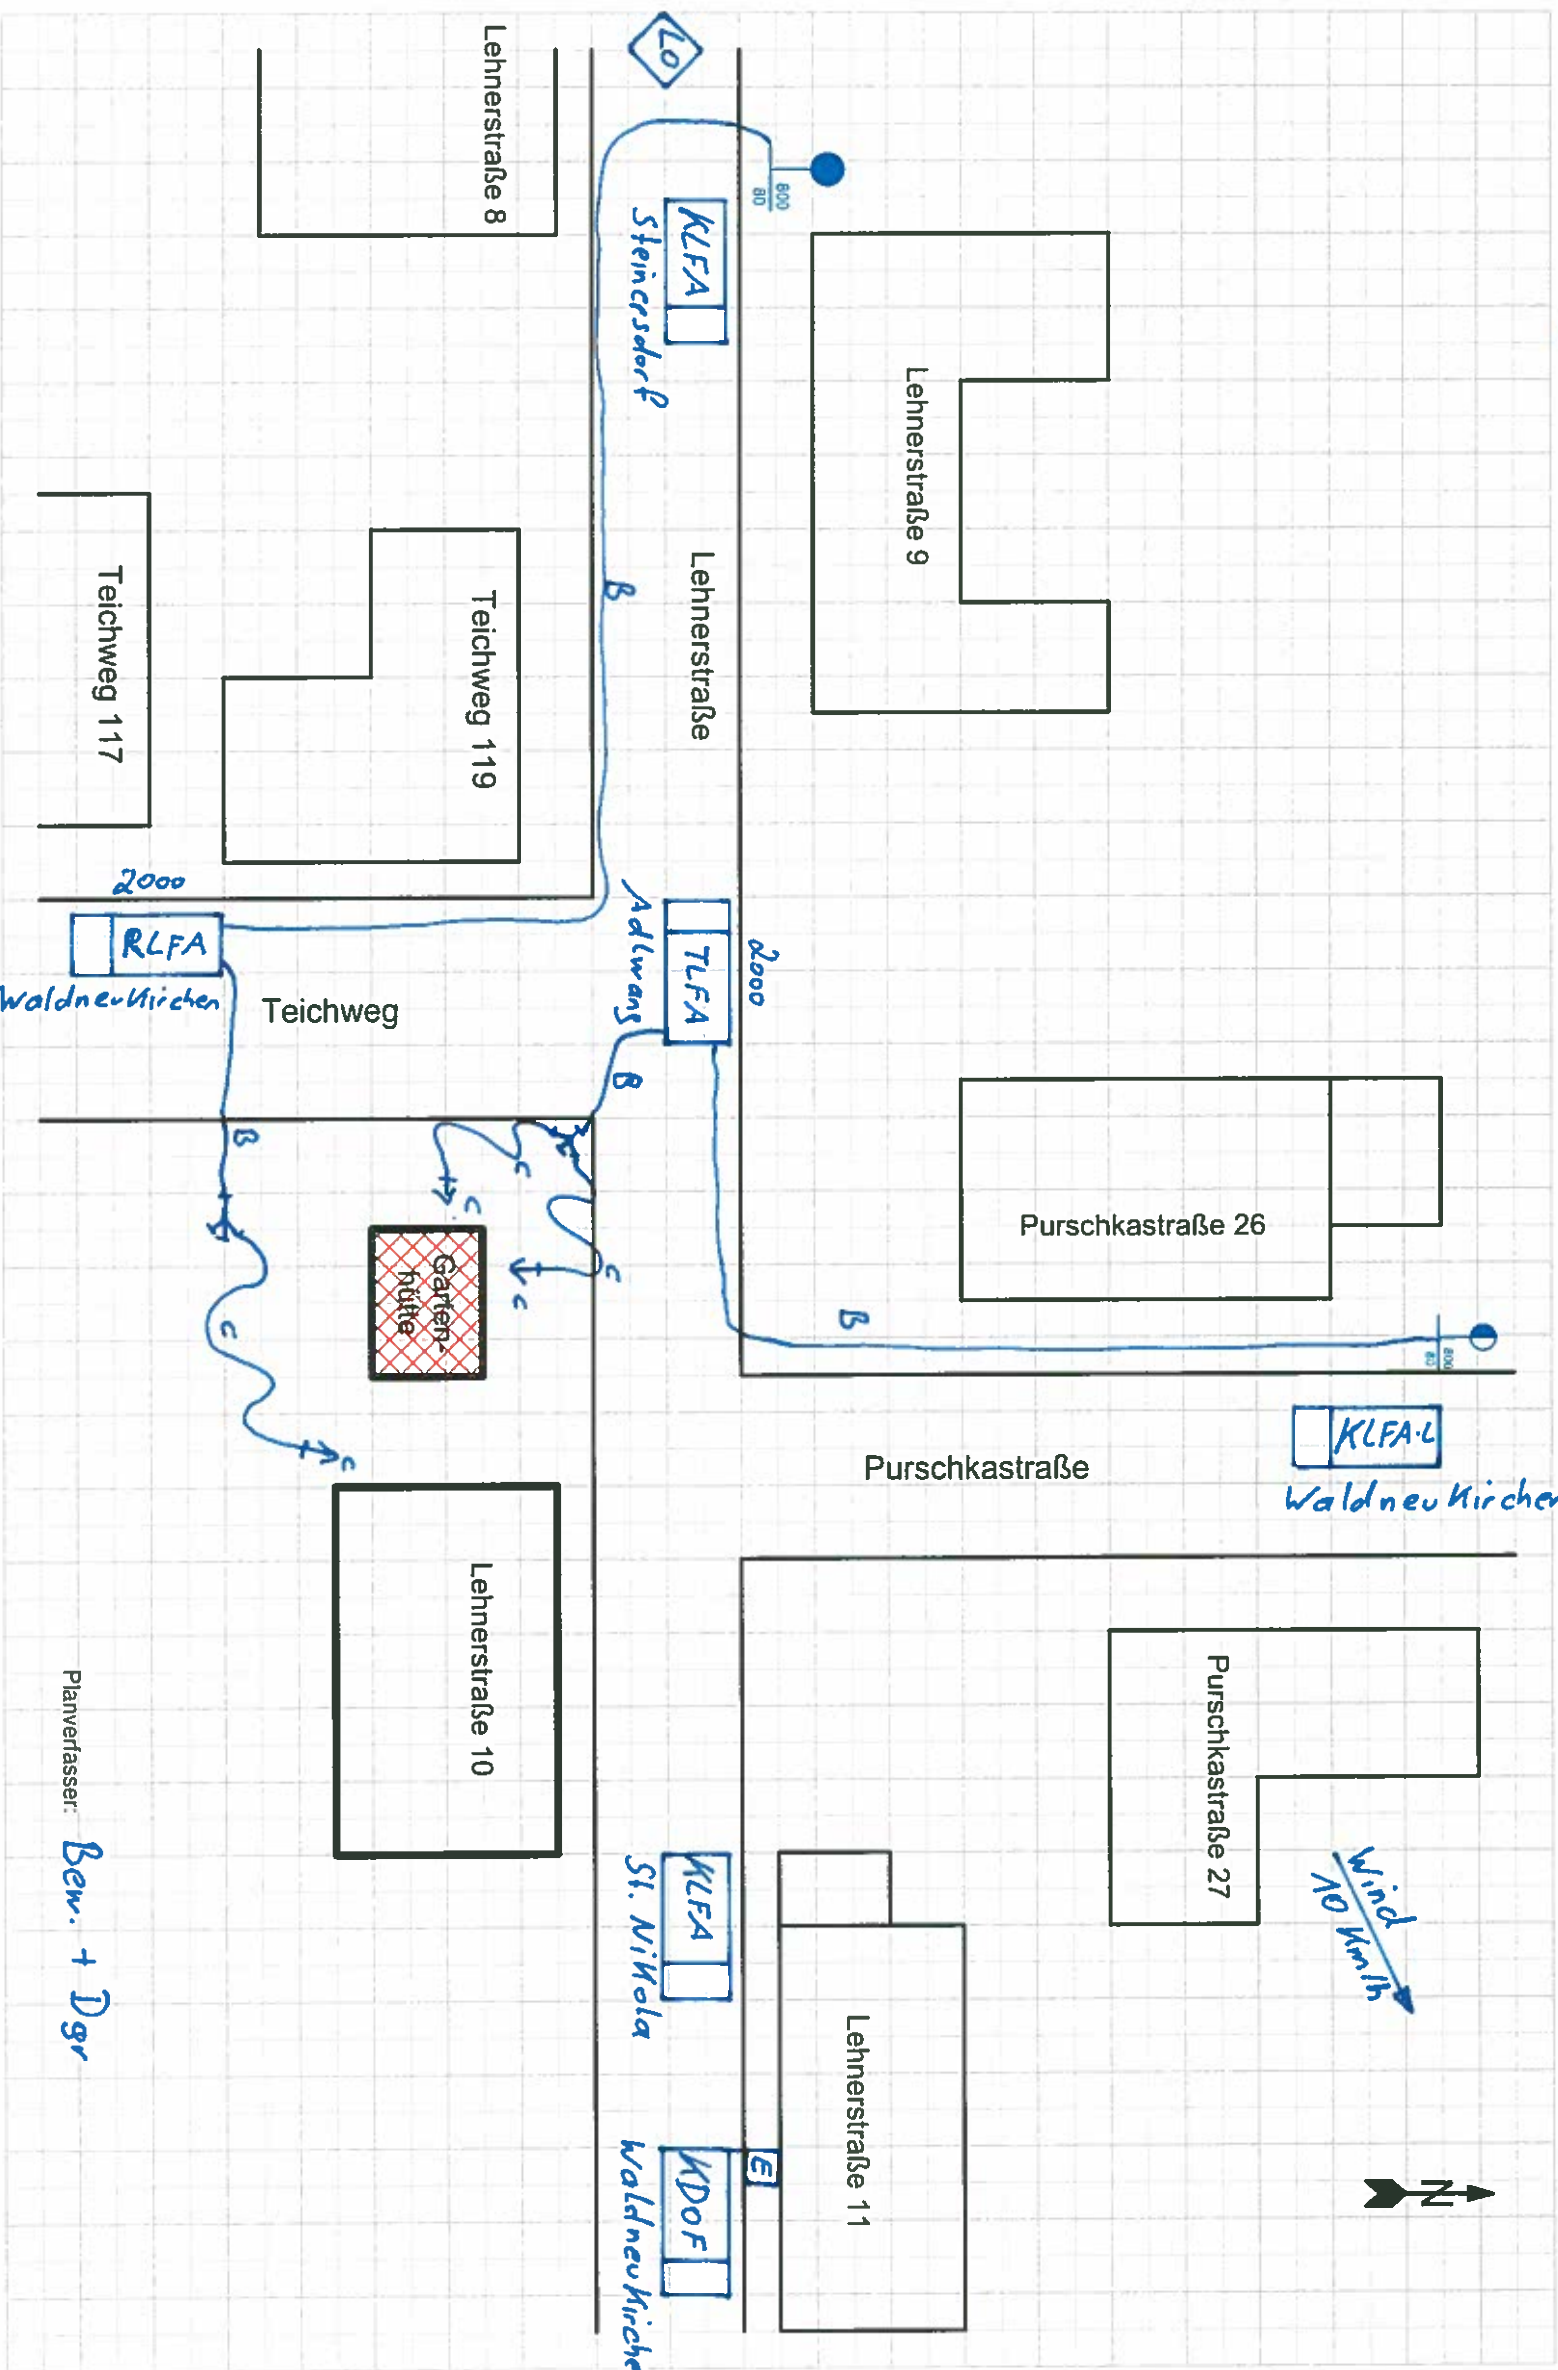 Lo
800
80
KLFA
Steinersdorf
Lehnerstraße 8
Lehnerstraße 9
Lehnerstraße
B
Teichweg 119
Teichweg 117
2000
RLFA
Waldneukirchen
Teichweg
Adlwang
TLFA
2000
B
B
C
C
C
C
Garten-
hütte
C
C
Purschkastraße 26
B
800
80
KLFA-L
Waldneukirchen
Purschkastraße
Lehnerstraße 10
Purschkastraße 27
Wind
10 Km/h
KLFA
St. Nikola
Lehnerstraße 11
E
KDOF
Waldneukirche
N
Planverfasser: Bew. + Dgr